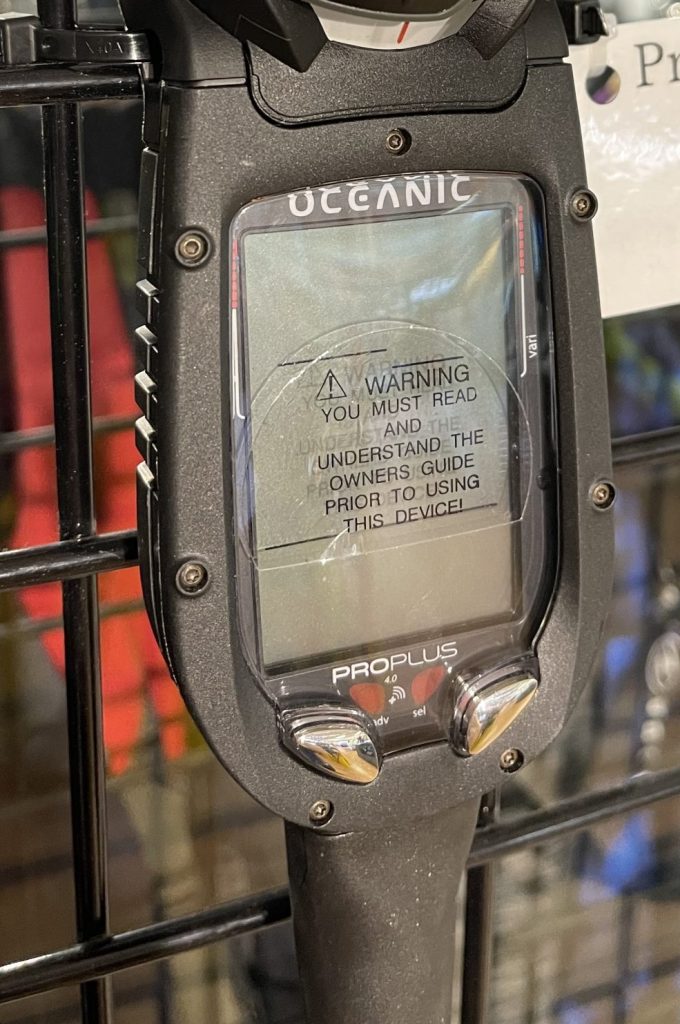 Pr
OCEANIC
vari
WARNING
YOU MUST READ
AND
UNDERSTAND THE
OWNERS GUIDE
PRIOR TO USING
THIS DEVICE!
PROPLUS
4.0
adv
sel